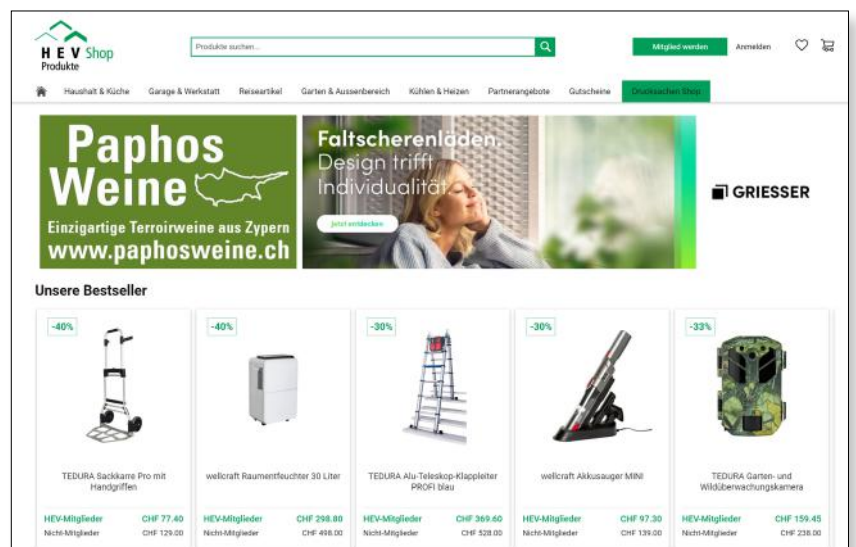 HEV Shop
Produkte
Produkte suchen...
Mitglied werden
Anmelden
Haushalt & Küche
Garage & Werkstatt
Reiseartikel
Garten & Aussenbereich
Kühlen & Heizen
Partnerangebote
Gutscheine
Drucksachen Shop
Paphos
Weine
Einzigartige Terroirweine aus Zypern
www.paphosweine.ch
Faltscherenläden.
Design trifft
Individualität
Jetzt entdecken
GRIESSER
Unsere Bestseller
-40%
TEDURA Sackkarre Pro mit
Handgriffen
HEV-Mitglieder CHF 77.40
Nicht-Mitglieder CHF 129.00
-40%
wellcraft Raumentfeuchter 30 Liter
HEV-Mitglieder CHF 298.80
Nicht-Mitglieder CHF 498.00
-30%
TEDURA Alu-Teleskop-Klappleiter
PROFI blau
HEV-Mitglieder CHF 369.60
Nicht-Mitglieder CHF 528.00
-30%
wellcraft Akkusauger MINI
HEV-Mitglieder CHF 97.30
Nicht-Mitglieder CHF 139.00
-33%
TEDURA Garten- und
Wildüberwachungskamera
HEV-Mitglieder CHF 159.45
Nicht-Mitglieder CHF 238.00